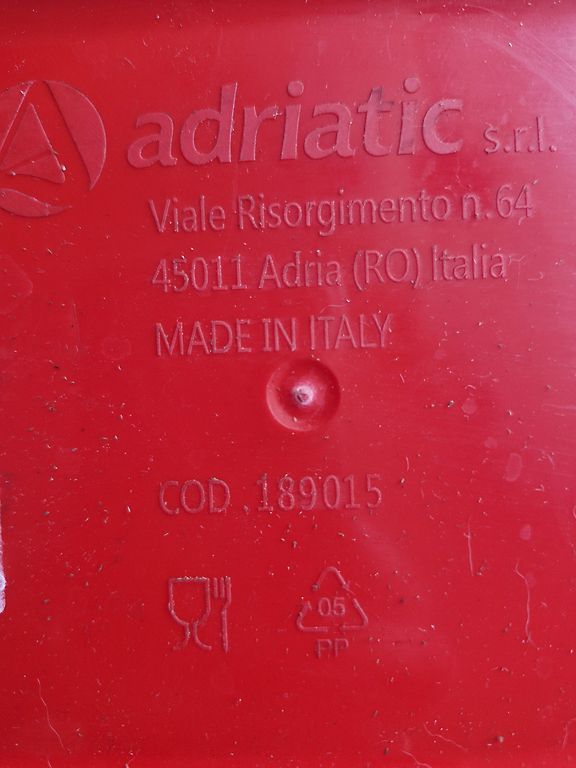 adriatic s.r.l.
Viale Risorgimento n. 64
45011 Adria (RO) Italia
MADE IN ITALY
COD. 189015
05
PP